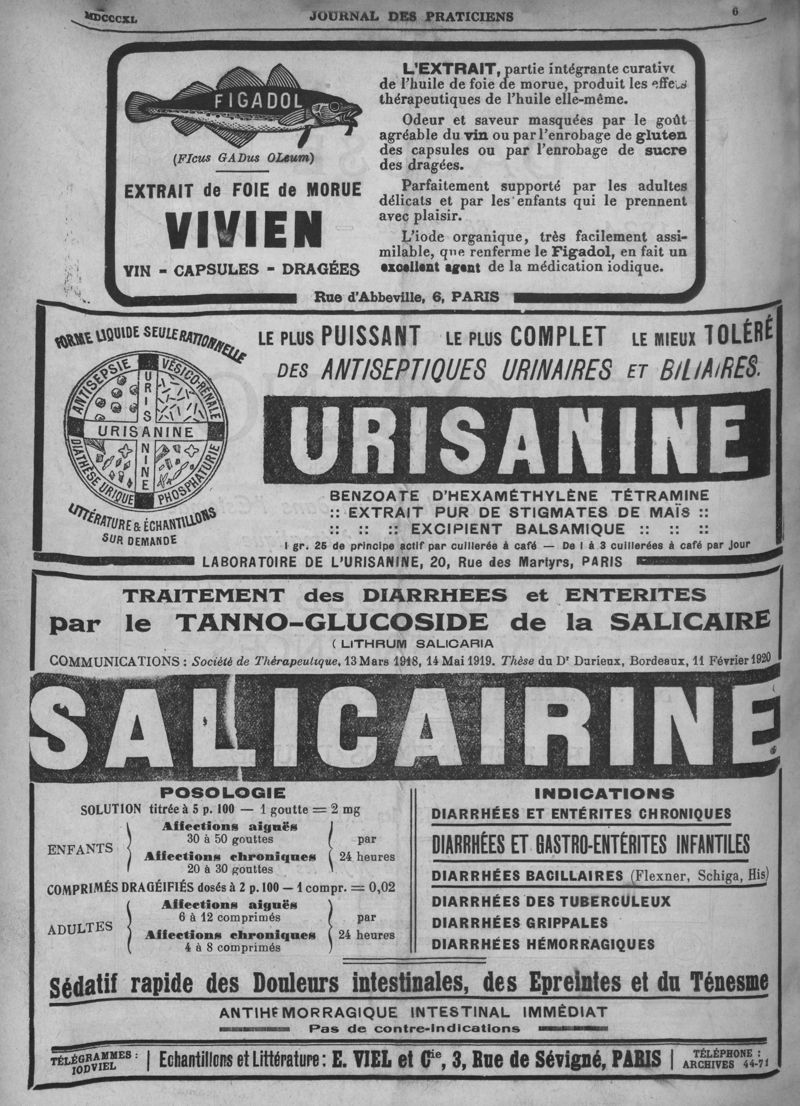 MDCCCXL
JOURNAL DES PRATICIENS
6
FIGADOL
(FIcus GADus OLeum)
EXTRAIT de FOIE de MORUE
VIVIEN
VIN - CAPSULES - DRAGÉES
L'EXTRAIT, partie intégrante curative
de l'huile de foie de morue, produit les effets
thérapeutiques de l'huile elle-même.
Odeur et saveur masquées par le goût
agréable du vin ou par l'enrobage de gluten
des capsules ou par l'enrobage de sucre
des dragées.
Parfaitement supporté par les adultes
délicats et par les enfants qui le prennent
avec plaisir.
L'iode organique, très facilement assi-
milable, que renferme le Figadol, en fait un
excellent agent de la médication iodique.
Rue d'Abbeville, 6, PARIS
FORME LIQUIDE SEULE RATIONNELLE
ANTISEPSIE VÉSICO-RÉNALE
URISANINE
URISANINE
DIATHÈSE URIQUE PHOSPHATURIE
LITTÉRATURE & ÉCHANTILLONS
SUR DEMANDE
LE PLUS PUISSANT LE PLUS COMPLET LE MIEUX TOLÉRÉ
DES ANTISEPTIQUES URINAIRES ET BILIAIRES.
URISANINE
BENZOATE D'HEXAMÉTHYLÈNE TÉTRAMINE
:: EXTRAIT PUR DE STIGMATES DE MAÏS ::
:: :: :: EXCIPIENT BALSAMIQUE :: :: ::
1 gr. 25 de principe actif par cuillerée à café — De 1 à 3 cuillerées à café par jour
LABORATOIRE DE L'URISANINE, 20, Rue des Martyrs, PARIS
TRAITEMENT des DIARRHEES et ENTERITES
par le TANNO-GLUCOSIDE de la SALICAIRE
( LITHRUM SALICARIA
COMMUNICATIONS : Société de Thérapeutique, 13 Mars 1918, 14 Mai 1919. Thèse du Dr Durieux, Bordeaux, 11 Février 1920
SALICAIRINE
POSOLOGIE
SOLUTION titrée à 5 p. 100 — 1 goutte = 2 mg
ENFANTS
Affections aiguës
30 à 50 gouttes
Affections chroniques
20 à 30 gouttes
par
24 heures
COMPRIMÉS DRAGÉIFIÉS dosés à 2 p. 100 — 1 compr. = 0,02
ADULTES
Affections aiguës
6 à 12 comprimés
Affections chroniques
4 à 8 comprimés
par
24 heures
INDICATIONS
DIARRHÉES ET ENTÉRITES CHRONIQUES
DIARRHÉES ET GASTRO-ENTÉRITES INFANTILES
DIARRHÉES BACILLAIRES (Flexner, Schiga, His)
DIARRHÉES DES TUBERCULEUX
DIARRHÉES GRIPPALES
DIARRHÉES HÉMORRAGIQUES
Sédatif rapide des Douleurs intestinales, des Epreintes et du Ténesme
ANTIHÉMORRAGIQUE INTESTINAL IMMÉDIAT
Pas de contre-indications
TÉLÉGRAMMES :
IODVIEL
Echantillons et Littérature : E. VIEL et Cie, 3, Rue de Sévigné, PARIS
TÉLÉPHONE :
ARCHIVES 44-71